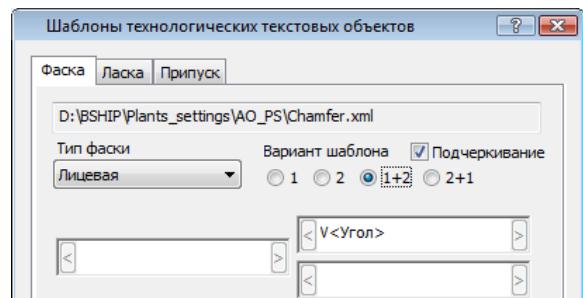 Шаблоны технологических текстовых объектов
Фаска Ласка Припуск
D:\BSHIP\Plants_settings\AO_PS\Chamfer.xml
Тип фаски Вариант шаблона Подчеркивание
Лицевая 1 2 1+2 2+1
< V<Угол> >
< >
< >